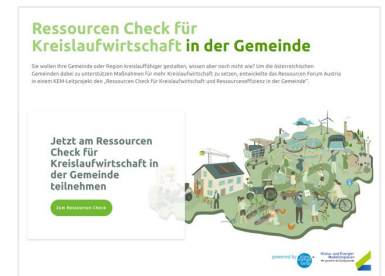 Ressourcen Check für
Kreislaufwirtschaft in der Gemeinde
Sie wollen Ihre Gemeinde oder Region kreislauffähiger gestalten, wissen aber noch nicht wie? Um die österreichischen
Gemeinden dabei zu unterstützen Maßnahmen für mehr Kreislaufwirtschaft zu setzen, entwickelte das Ressourcen Forum Austria
in einem KEM-Leitprojekt den „Ressourcen Check für Kreislaufwirtschaft und Ressourceneffizienz in der Gemeinde".
Jetzt am Ressourcen
Check für
Kreislaufwirtschaft in
der Gemeinde
teilnehmen
Zum Ressourcen Check
powered by
Klima- und Energie-
Modellregionen